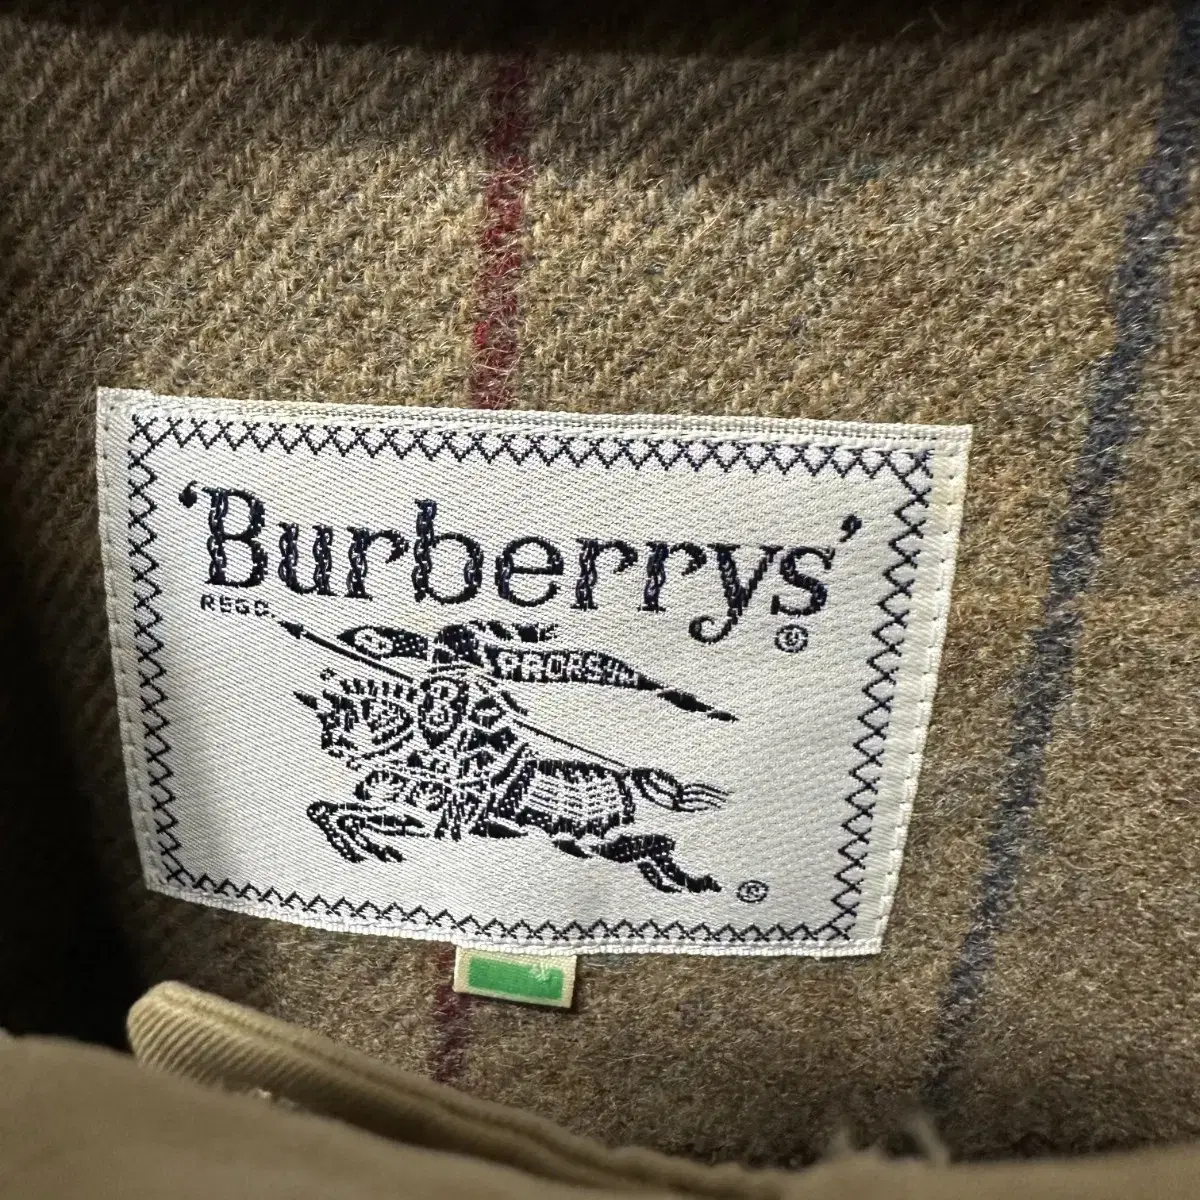 'Burberrys'
REGD.
PRORSUM
B
®
®